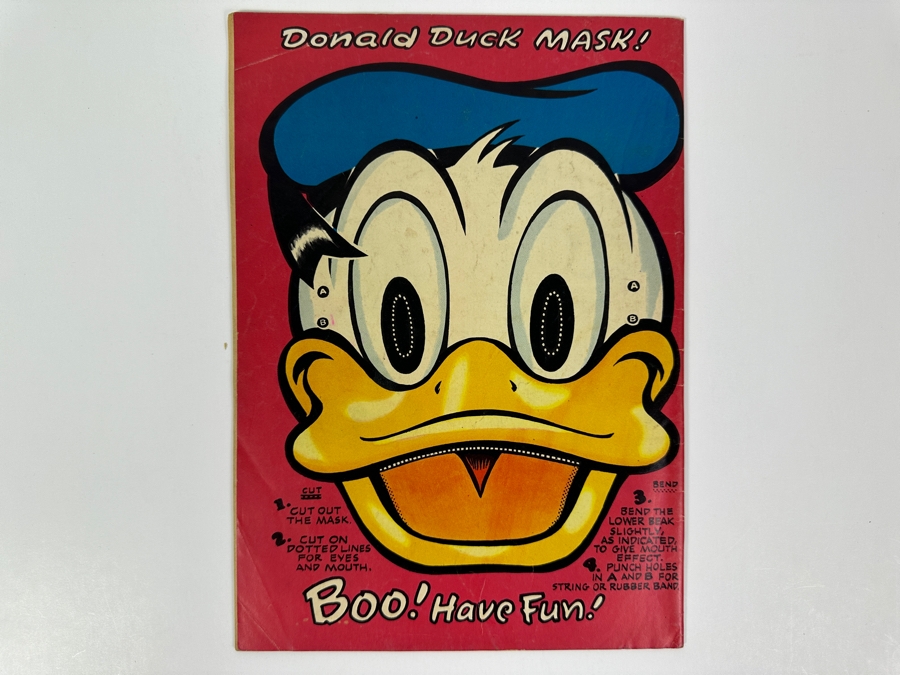 Donald Duck MASK!
A
A
B
B
CUT
1. CUT OUT
THE MASK.
2. CUT ON
DOTTED LINES
FOR EYES
AND MOUTH.
BEND
3.
BEND THE
LOWER BEAK
SLIGHTLY,
AS INDICATED,
TO GIVE MOUTH
EFFECT.
4. PUNCH HOLES
IN A AND B FOR
STRING OR RUBBER BAND.
BOO! Have Fun!